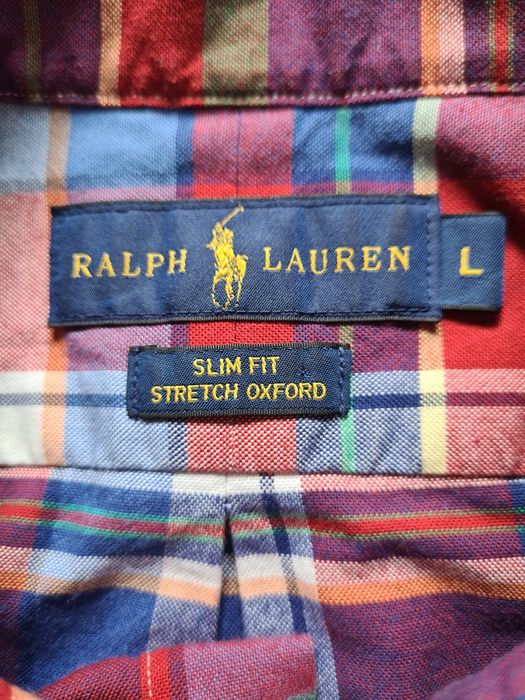 RALPH LAUREN
L
SLIM FIT
STRETCH OXFORD